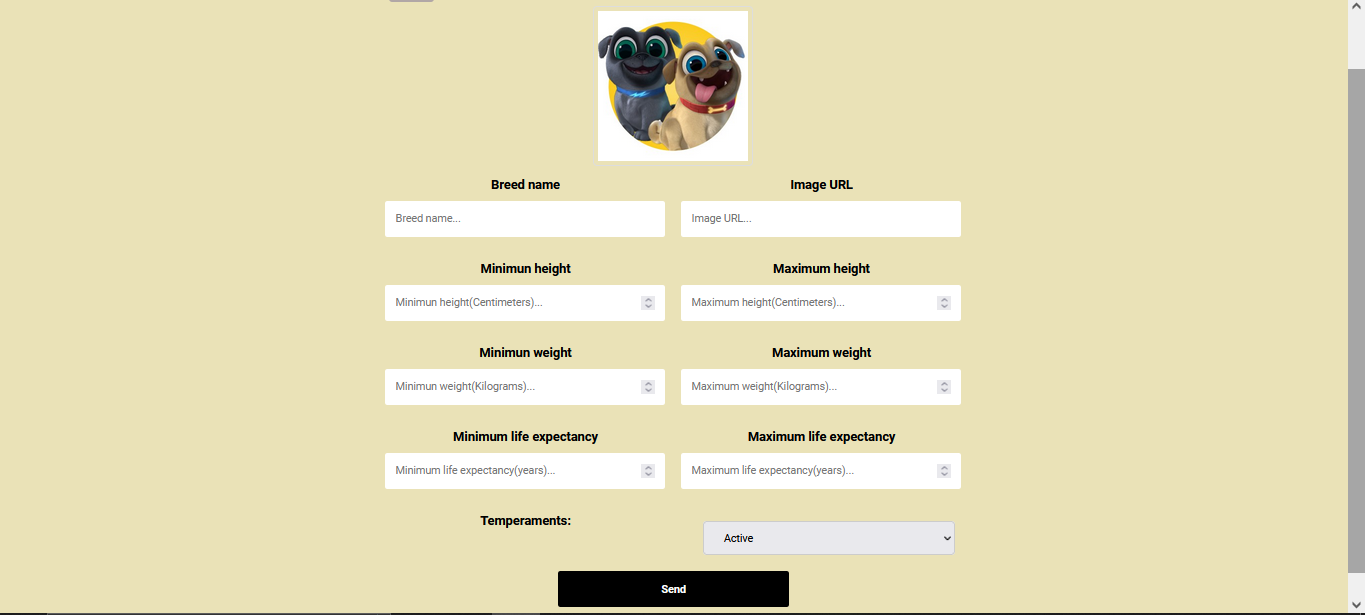 Breed name Image URL
Breed name... Image URL...
Minimun height Maximum height
Minimun height(Centimeters)... Maximum height(Centimeters)...
Minimun weight Maximum weight
Minimun weight(Kilograms)... Maximum weight(Kilograms)...
Minimum life expectancy Maximum life expectancy
Minimum life expectancy(years)... Maximum life expectancy(years)...
Temperaments:
Active
Send